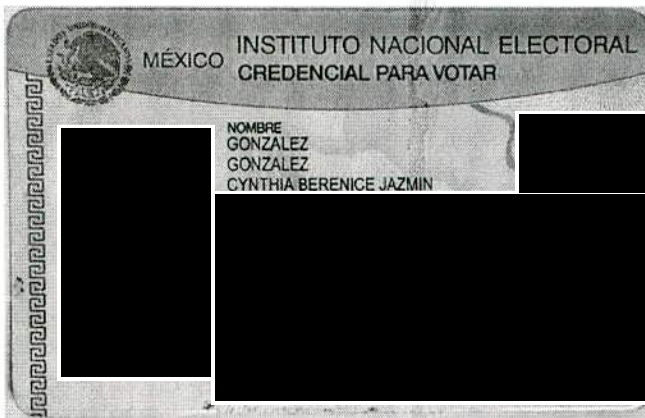 MÉXICO INSTITUTO NACIONAL ELECTORAL
CREDENCIAL PARA VOTAR
NOMBRE
GONZALEZ
GONZALEZ
CYNTHIA BERENICE JAZMIN